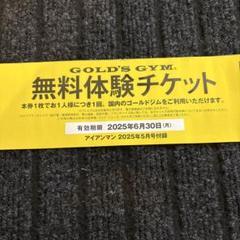 GOLD'S GYM
無料体験チケット
本券1枚でお1人様につき1回、国内のゴールドジムをご利用いただけます。
有効期限 2025年6月30日(月)
アイアンマン 2025年5月号付録